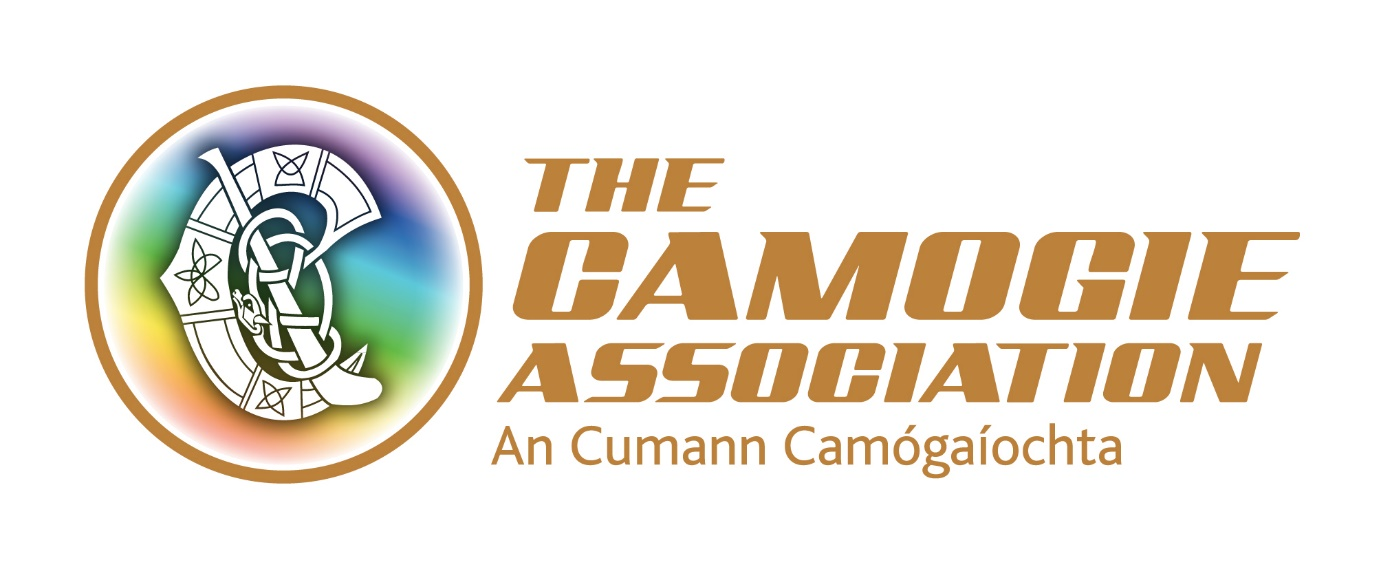 THE
CAMOGIE
ASSOCIATION
An Cumann Camógaíochta